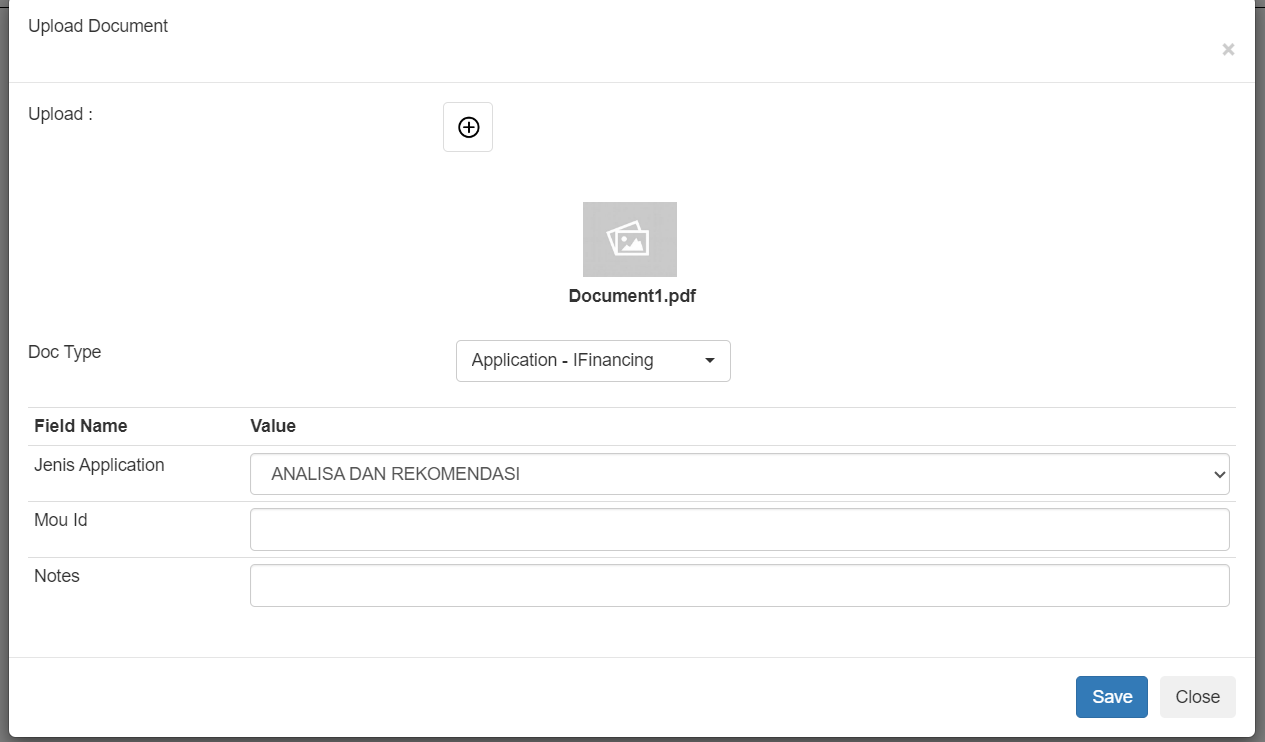 Upload Document
×
Upload :
Document1.pdf
Doc Type
Application - IFinancing
Field Name Value
Jenis Application ANALISA DAN REKOMENDASI
Mou Id
Notes
Save Close